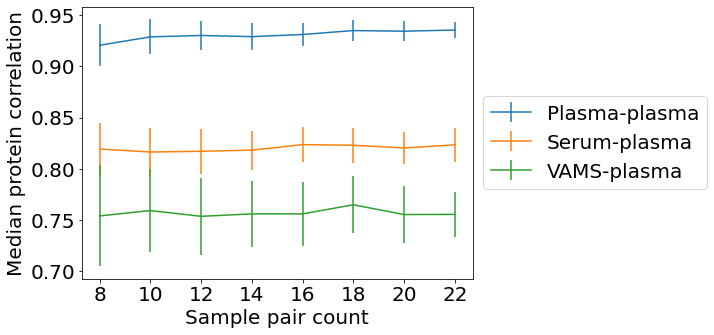 Median protein correlation
0.95
0.90
0.85
0.80
0.75
0.70
8 10 12 14 16 18 20 22
Sample pair count
Plasma-plasma
Serum-plasma
VAMS-plasma